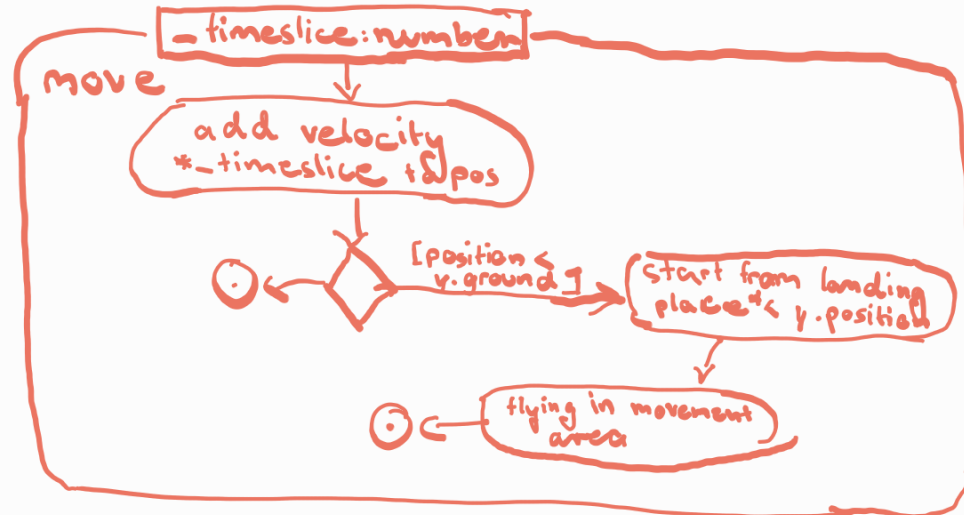 _timeslice:number
move
add velocity
*_timeslice to pos
[position <
y.ground]
start from landing
place < y.position
flying in movement
area